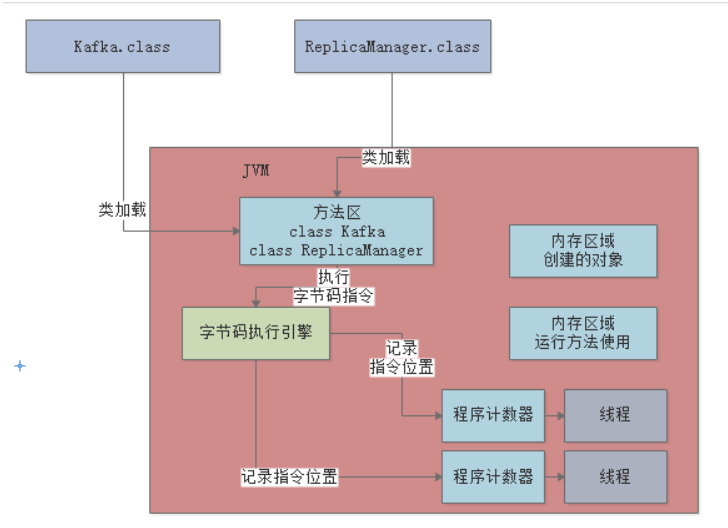 Kafka.class
ReplicaManager.class
JVM
类加载
类加载
方法区
class Kafka
class ReplicaManager
内存区域
创建的对象
执行
字节码指令
字节码执行引擎
内存区域
运行方法使用
记录
指令位置
程序计数器
线程
记录指令位置
程序计数器
线程